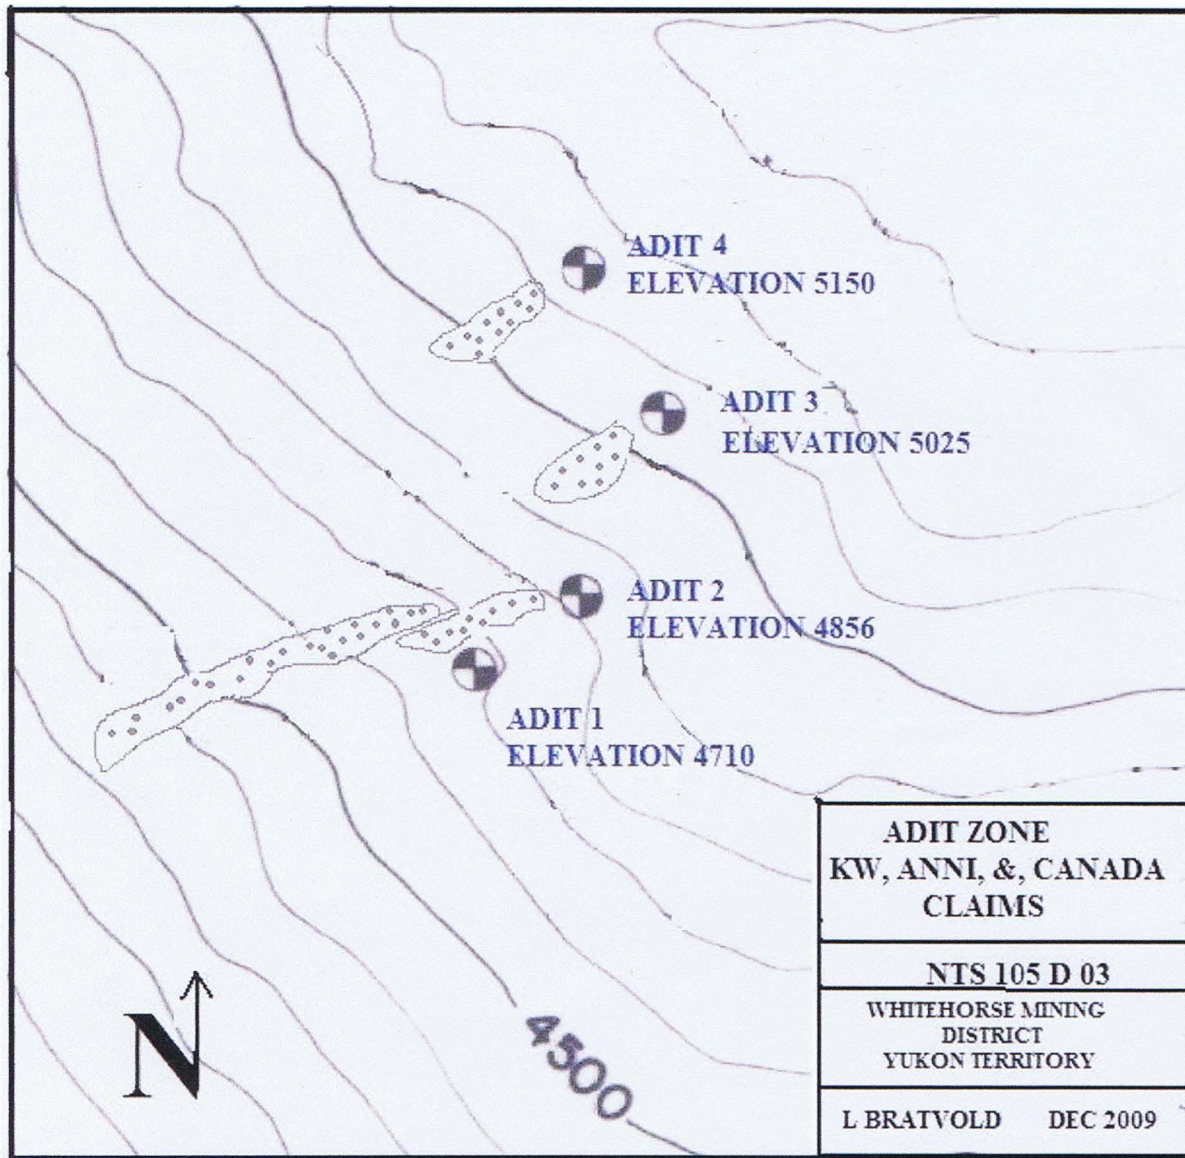 ADIT 4
ELEVATION 5150
ADIT 3
ELEVATION 5025
ADIT 2
ELEVATION 4856
ADIT 1
ELEVATION 4710
ADIT ZONE
KW, ANNI, &, CANADA
CLAIMS
NTS 105 D 03
WHITEHORSE MINING
DISTRICT
YUKON TERRITORY
L BRATVOLD DEC 2009
N
4500